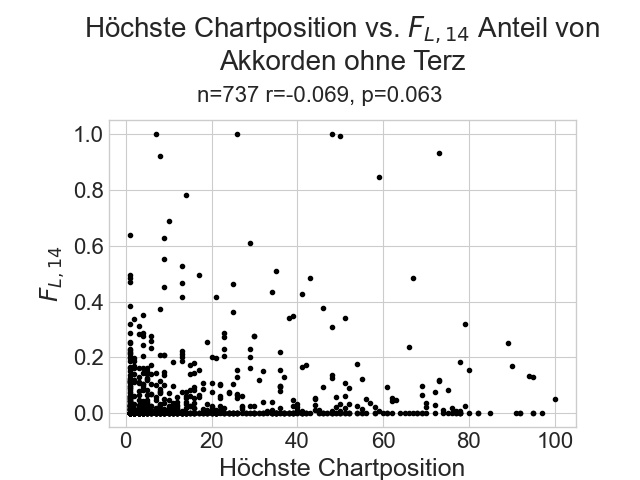 Höchste Chartposition vs. F_{L, 14} Anteil von
Akkorden ohne Terz
n=737 r=-0.069, p=0.063
1.0
0.8
0.6
0.4
0.2
0.0
F_{L, 14}
0 20 40 60 80 100
Höchste Chartposition